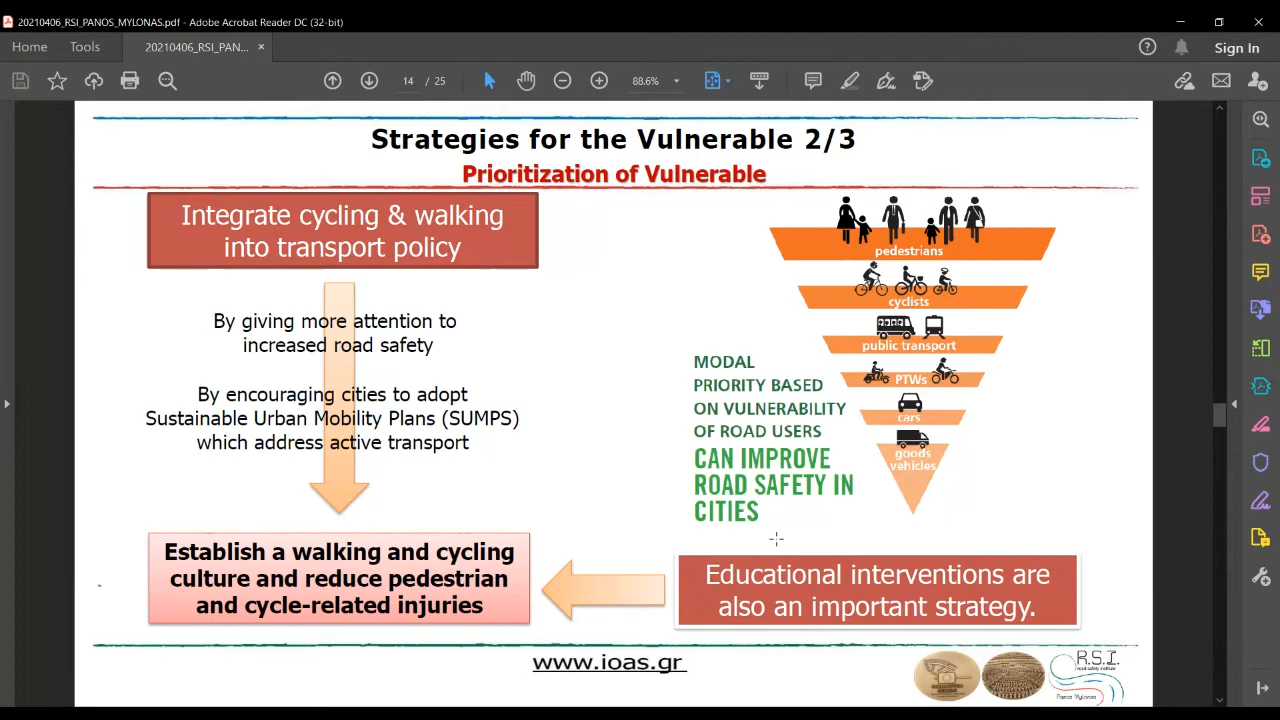 20210406_RSI_PANOS_MYLONAS.pdf - Adobe Acrobat Reader DC (32-bit)
Home
Tools
20210406_RSI_PAN...
Sign In
14 / 25
88.6%
Strategies for the Vulnerable 2/3
Prioritization of Vulnerable
Integrate cycling & walking
into transport policy
By giving more attention to
increased road safety
By encouraging cities to adopt
Sustainable Urban Mobility Plans (SUMPS)
which address active transport
Establish a walking and cycling
culture and reduce pedestrian
and cycle-related injuries
pedestrians
cyclists
public transport
PTWs
cars
goods
vehicles
MODAL
PRIORITY BASED
ON VULNERABILITY
OF ROAD USERS
CAN IMPROVE
ROAD SAFETY IN
CITIES
Educational interventions are
also an important strategy.
www.ioas.gr
R.S.I.
road safety institute
Panos Mylonas